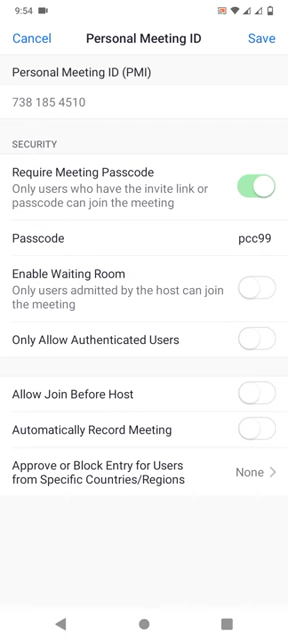 9:54
Cancel Personal Meeting ID Save
Personal Meeting ID (PMI)
738 185 4510
SECURITY
Require Meeting Passcode
Only users who have the invite link or
passcode can join the meeting
Passcode pcc99
Enable Waiting Room
Only users admitted by the host can join
the meeting
Only Allow Authenticated Users
Allow Join Before Host
Automatically Record Meeting
Approve or Block Entry for Users
from Specific Countries/Regions
None